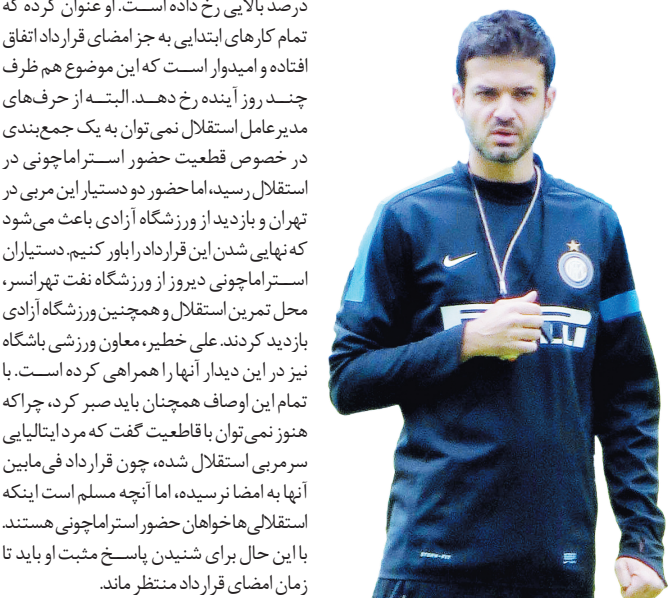 درصد بالایی رخ داده است. او عنوان کرده که
تمام کارهای ابتدایی به جز امضای قرارداد اتفاق
افتاده و امیدوار است که این موضوع هم ظرف
چند روز آینده رخ دهد. البته از حرف‌های
مدیرعامل استقلال نمی‌توان به یک جمع‌بندی
در خصوص قطعیت حضور استراماچونی در
استقلال رسید، اما حضور دو دستیار این مربی در
تهران و بازدید از ورزشگاه آزادی باعث می‌شود
که نهایی شدن این قرارداد را باور کنیم. دستیاران
استراماچونی دیروز از ورزشگاه نفت تهرانسر،
محل تمرین استقلال و همچنین ورزشگاه آزادی
بازدید کردند. علی خطیر، معاون ورزشی باشگاه
نیز در این دیدار آنها را همراهی کرده است. با
تمام این اوصاف همچنان باید صبر کرد، چراکه
هنوز نمی‌توان با قاطعیت گفت که مرد ایتالیایی
سرمربی استقلال شده، چون قرارداد فی‌مابین
آنها به امضا نرسیده، اما آنچه مسلم است اینکه
استقلالی‌ها خواهان حضور استراماچونی هستند.
با این حال برای شنیدن پاسخ مثبت او باید تا
زمان امضای قرارداد منتظر ماند.